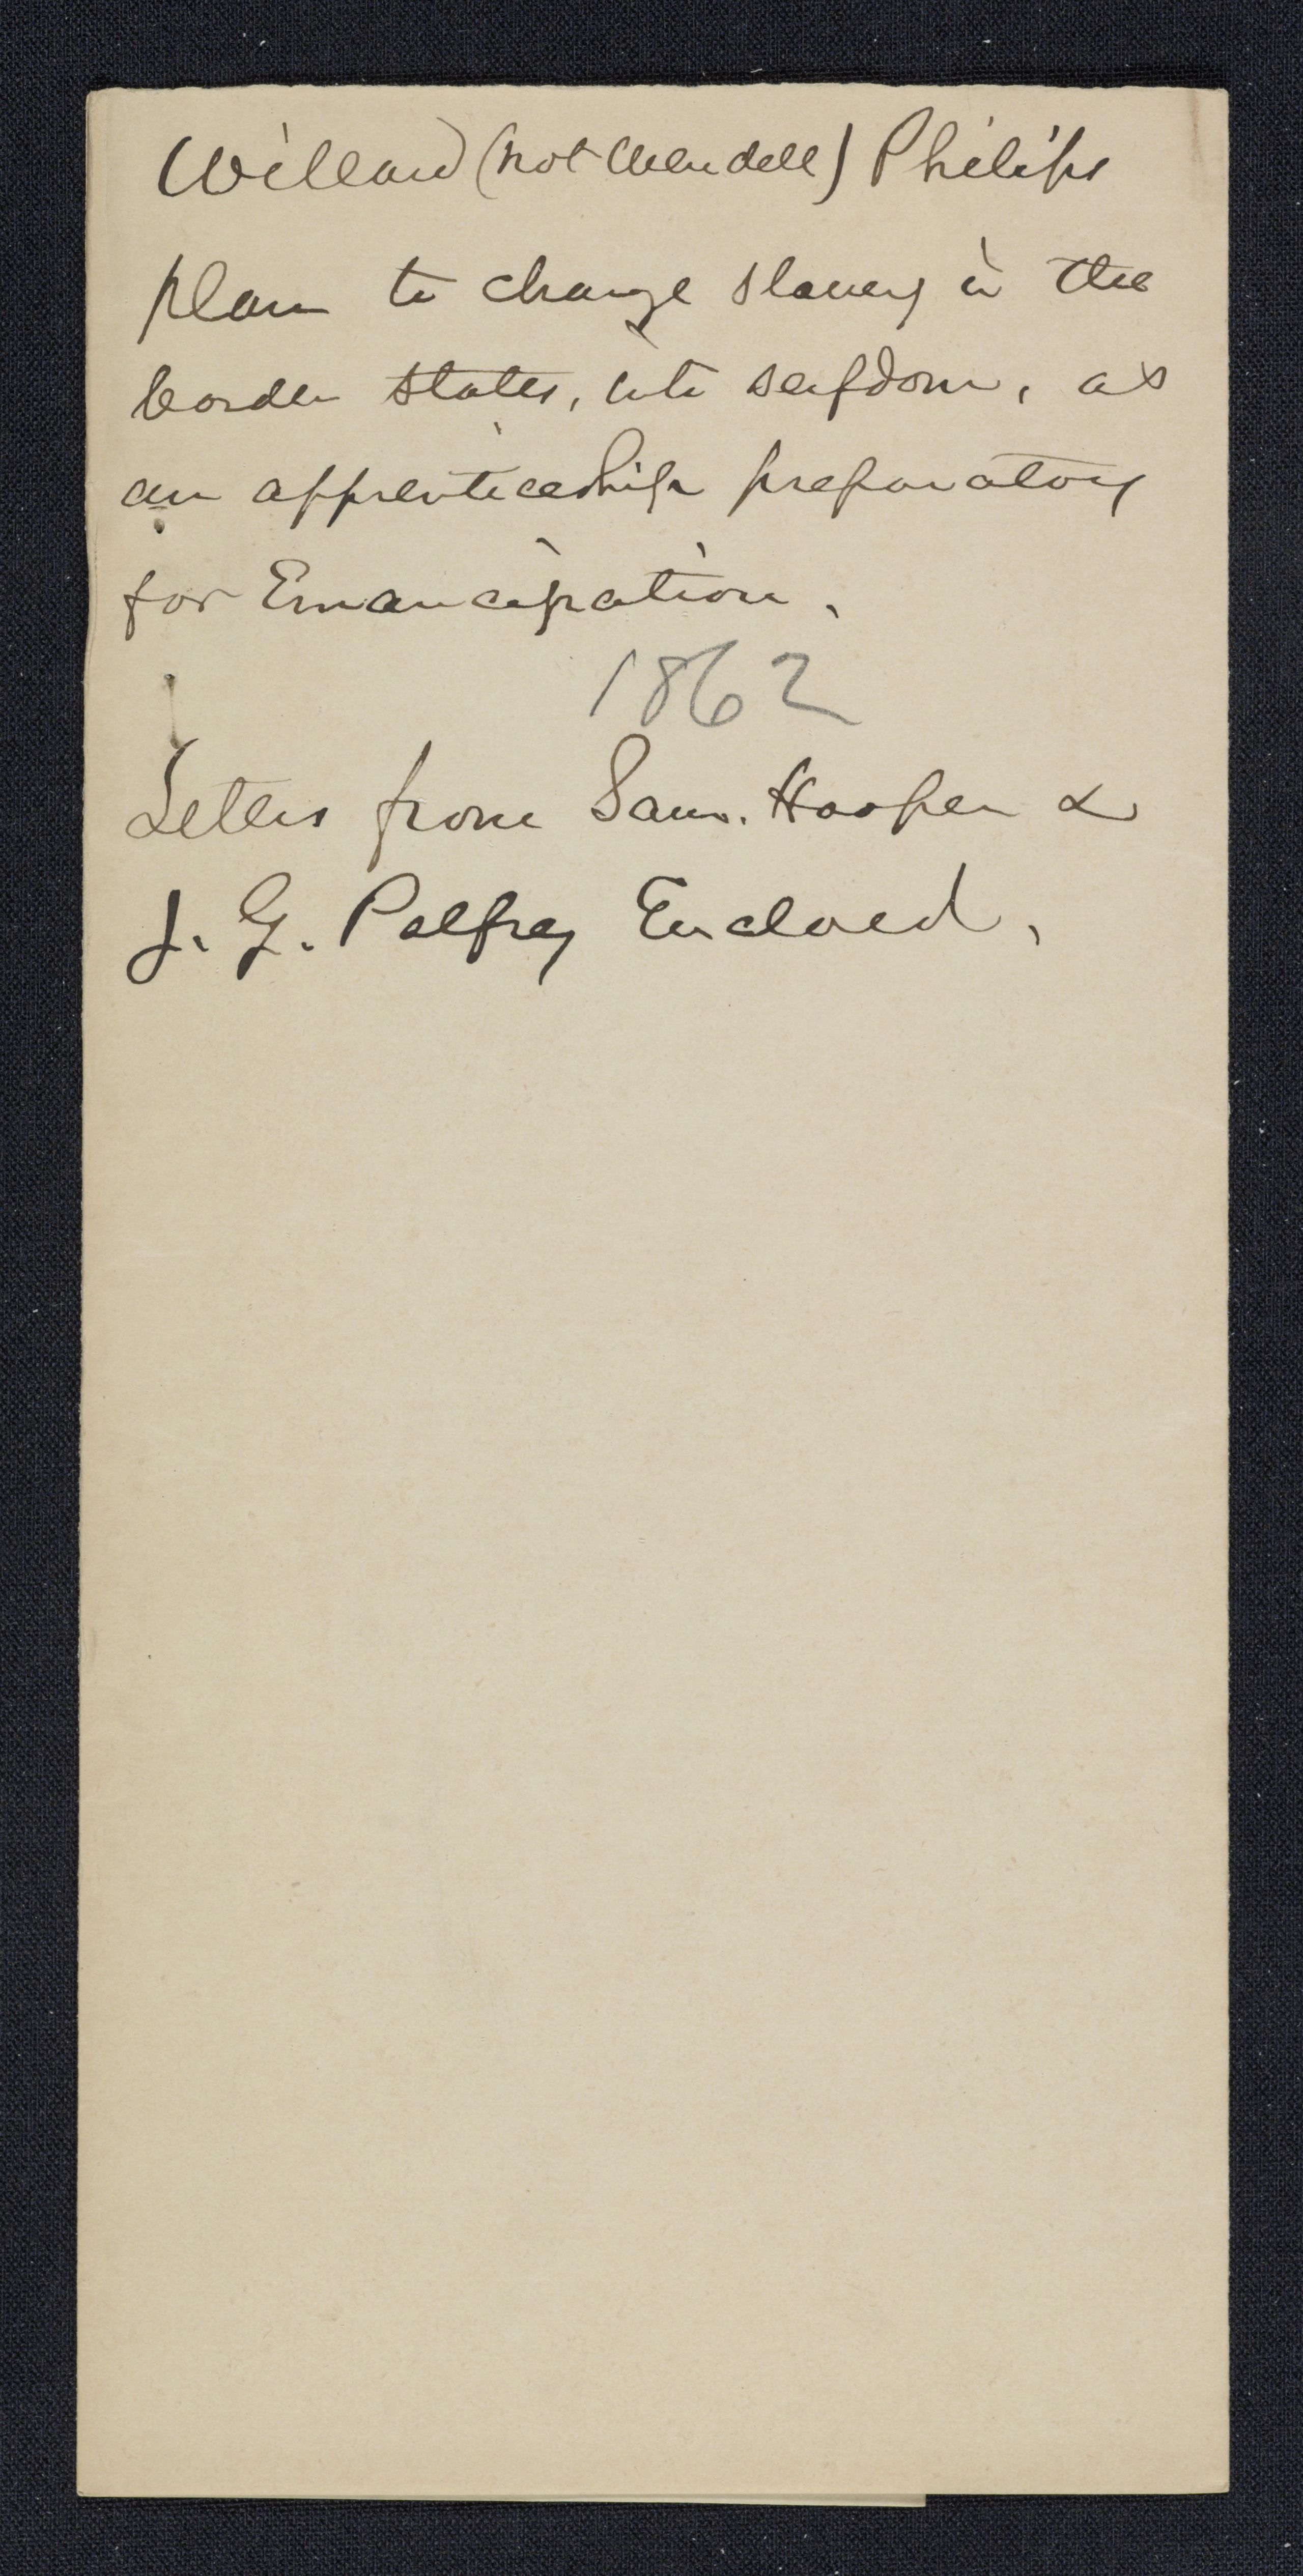 Willard (not Wendell) Philips
plan to change slavery in the
border states, into serfdom, as
an apprenticeship preparatory
for Emancipation.
1862
Letters from Sam. Hooper &
J. G. Palfrey Enclosed.